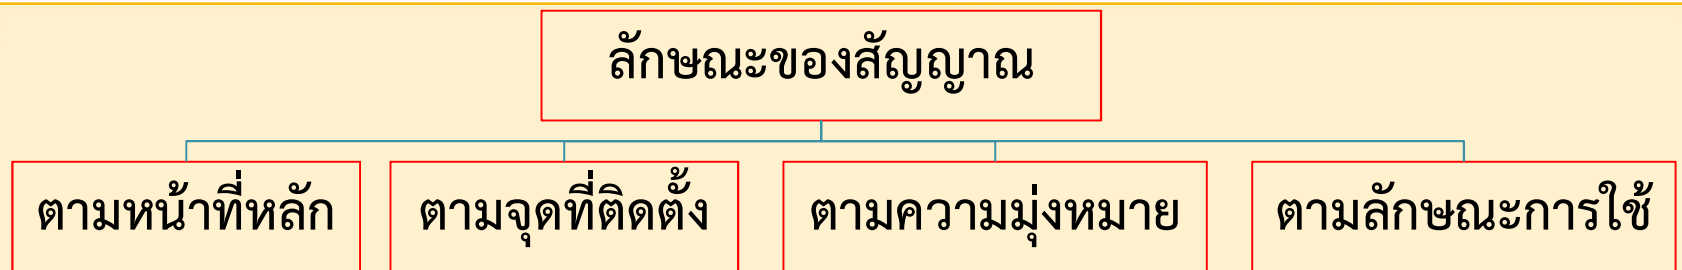 ลักษณะของสัญญาณ
ตามหน้าที่หลัก
ตามจุดที่ติดตั้ง
ตามความมุ่งหมาย
ตามลักษณะการใช้